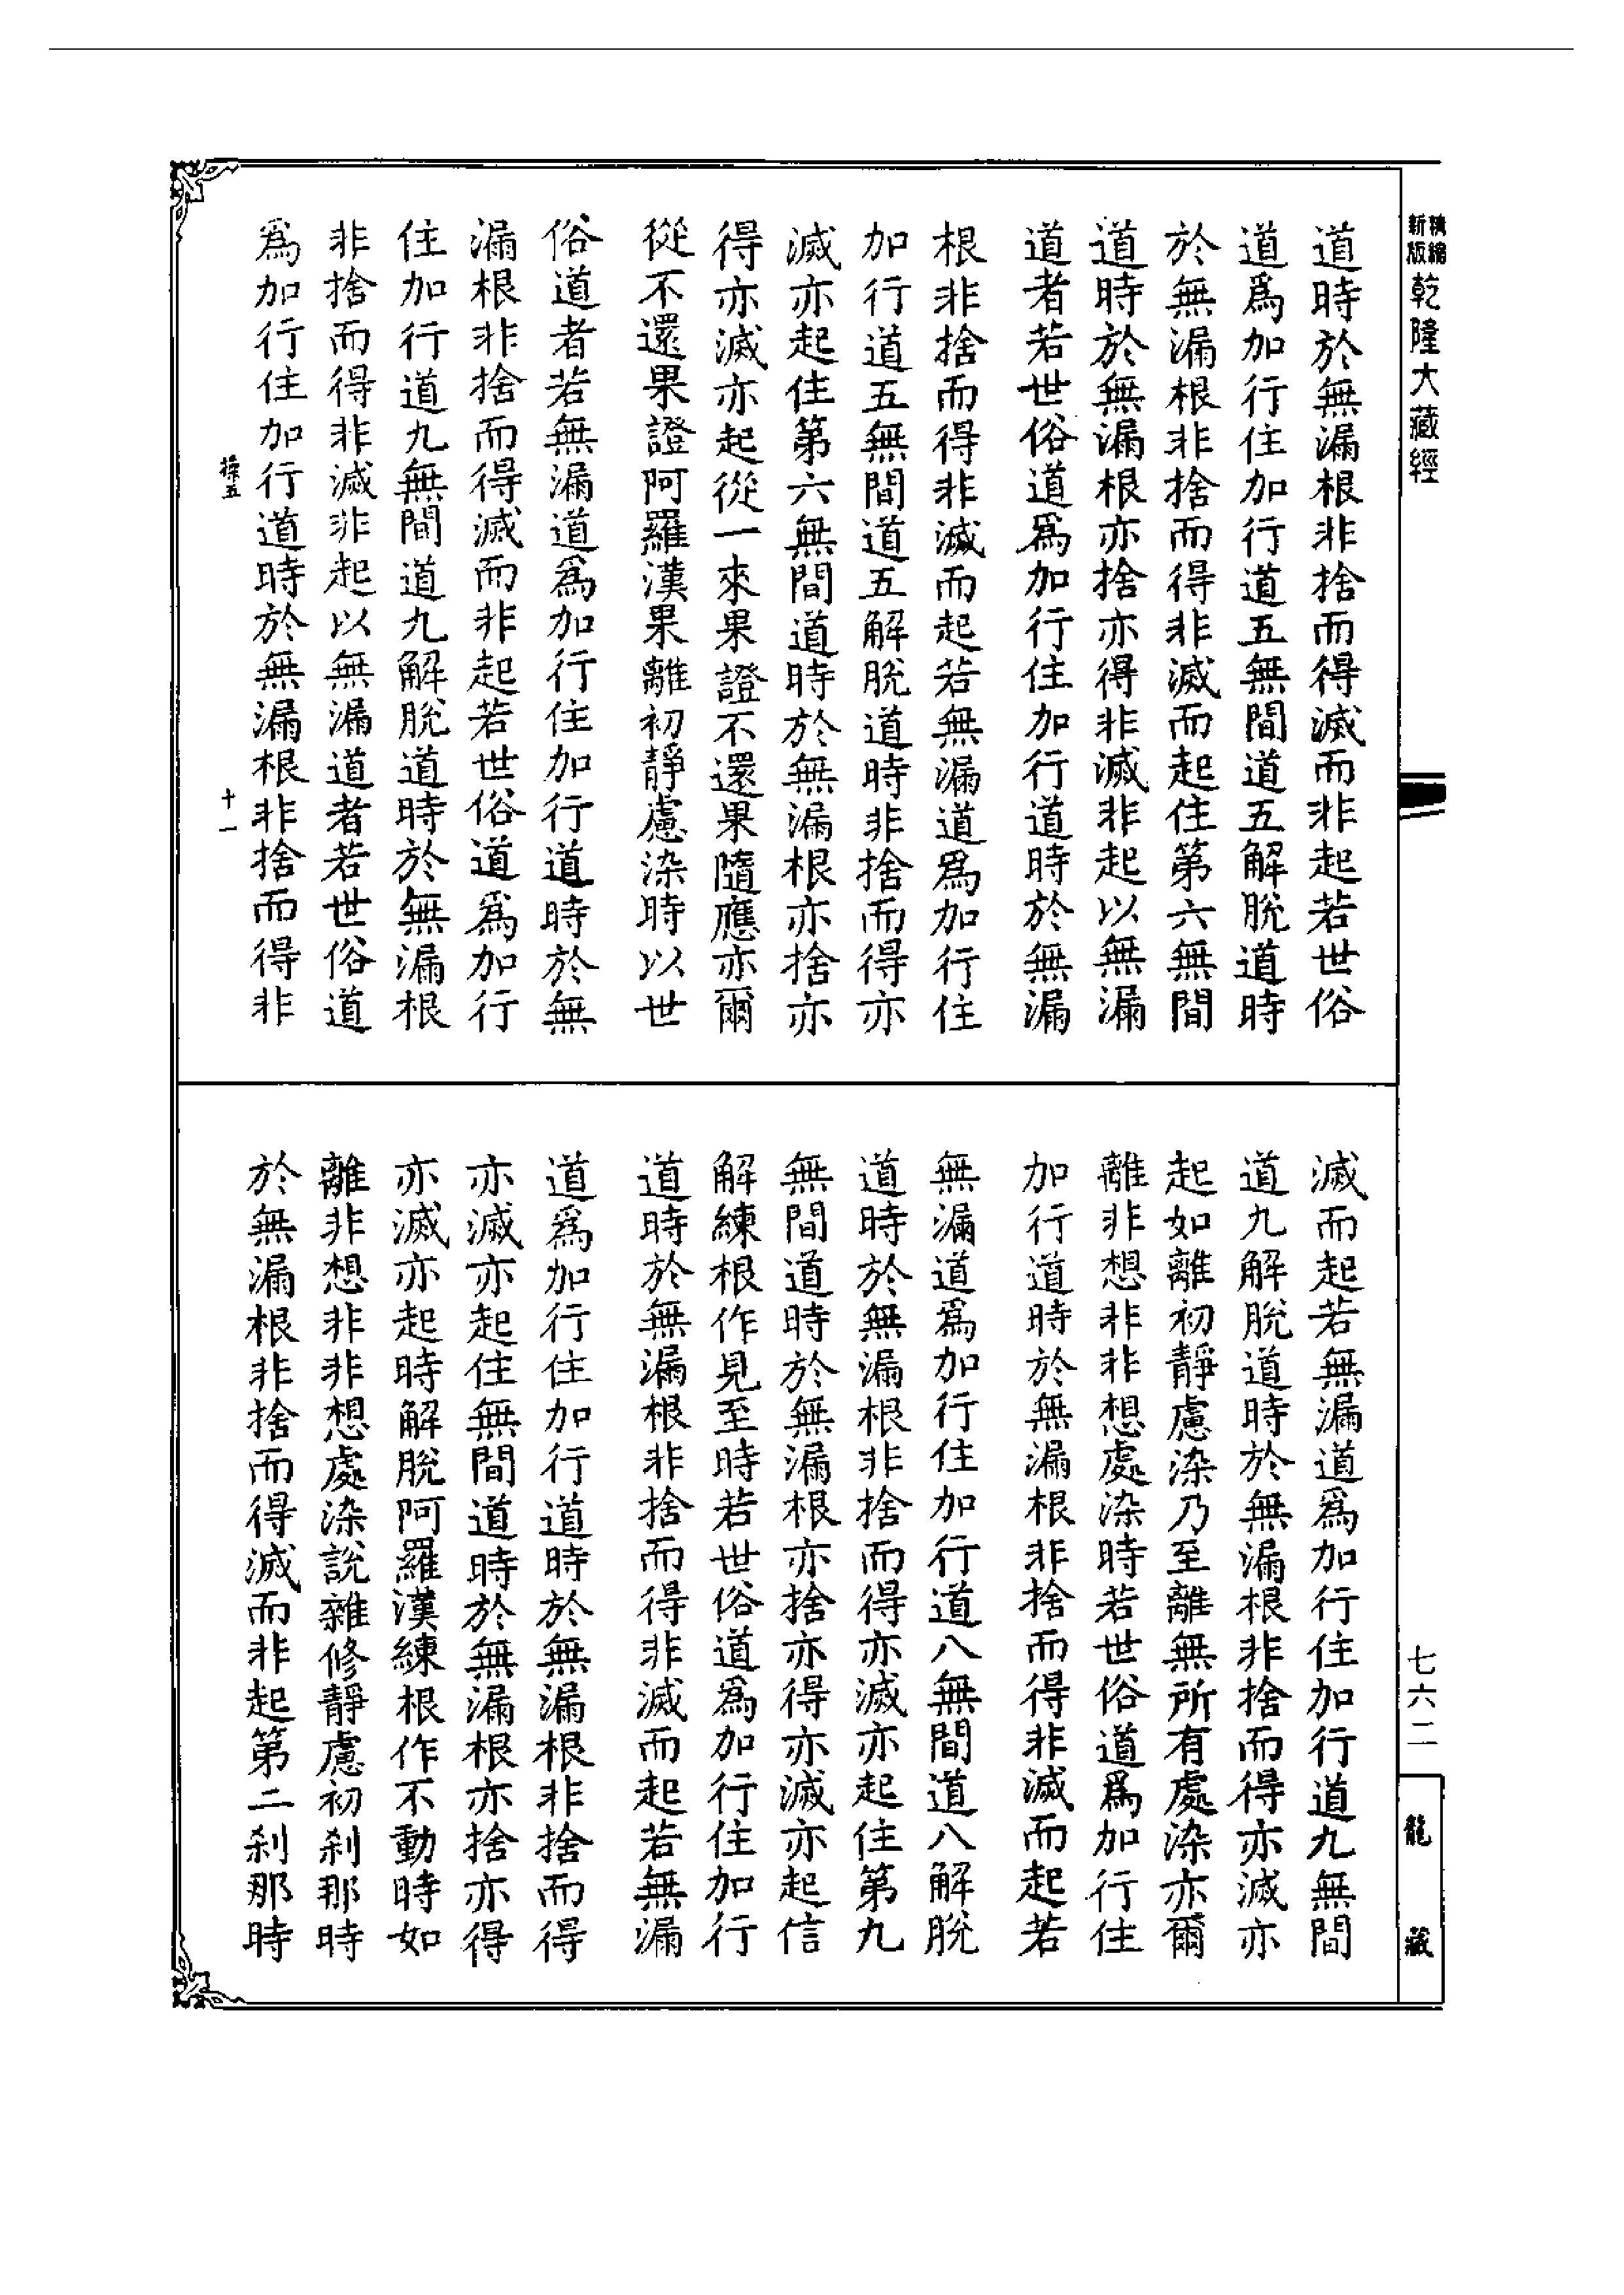 精縮新版乾隆大藏經
道時於無漏根非捨而得滅而非起若世俗
道爲加行住加行道五無間道五解脫道時
於無漏根非捨而得非滅而起住第六無間
道時於無漏根亦捨亦得非滅非起以無漏
道者若世俗道爲加行住加行道時於無漏
根非捨而得非滅而起若無漏道爲加行住
加行道五無間道五解脫道時非捨而得亦
滅亦起住第六無間道時於無漏根亦捨亦
得亦滅亦起從一來果證不還果隨應亦爾
從不還果證阿羅漢果離初靜慮染時以世
俗道者若無漏道爲加行住加行道時於無
漏根非捨而得滅而非起若世俗道爲加行
住加行道九無間道九解脫道時於無漏根
非捨而得非滅非起以無漏道者若世俗道
爲加行住加行道時於無漏根非捨而得非
操五
十一
滅而起若無漏道爲加行住加行道九無間
道九解脫道時於無漏根非捨而得亦滅亦
起如離初靜慮染乃至離無所有處染亦爾
離非想非非想處染時若世俗道爲加行住
加行道時於無漏根非捨而得非滅而起若
無漏道爲加行住加行道八無間道八解脫
道時於無漏根非捨而得亦滅亦起住第九
無間道時於無漏根亦捨亦得亦滅亦起信
解練根作見至時若世俗道爲加行住加行
道時於無漏根非捨而得非滅而起若無漏
道爲加行住加行道時於無漏根非捨而得
亦滅亦起住無間道時於無漏根亦捨亦得
亦滅亦起時解脫阿羅漢練根作不動時如
離非想非非想處染說雜修靜慮初刹那時
於無漏根非捨而得滅而非起第二刹那時
七六二
龍藏